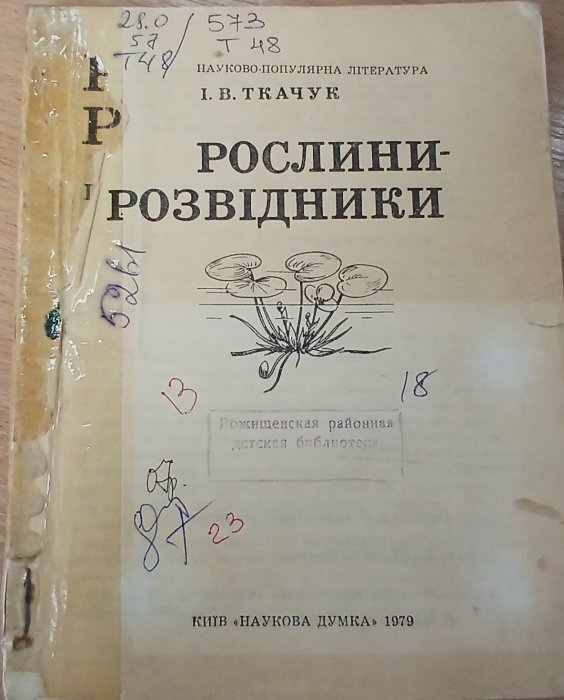 28.0 / 573
57 Т 48
Т48
НАУКОВО-ПОПУЛЯРНА ЛІТЕРАТУРА
І. В. ТКАЧУК
РОСЛИНИ-
РОЗВІДНИКИ
13
18
Рожищевская районная
детская библиотека
23
КИЇВ «НАУКОВА ДУМКА» 1979